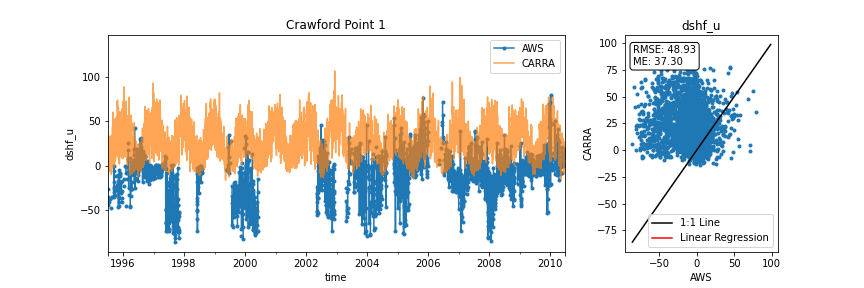 Crawford Point 1
dshf_u
AWS
CARRA
100
50
0
−50
1996
1998
2000
2002
2004
2006
2008
2010
time
dshf_u
RMSE: 48.93
ME: 37.30
CARRA
100
75
50
25
0
−25
−50
−75
1:1 Line
Linear Regression
−50
0
50
100
AWS